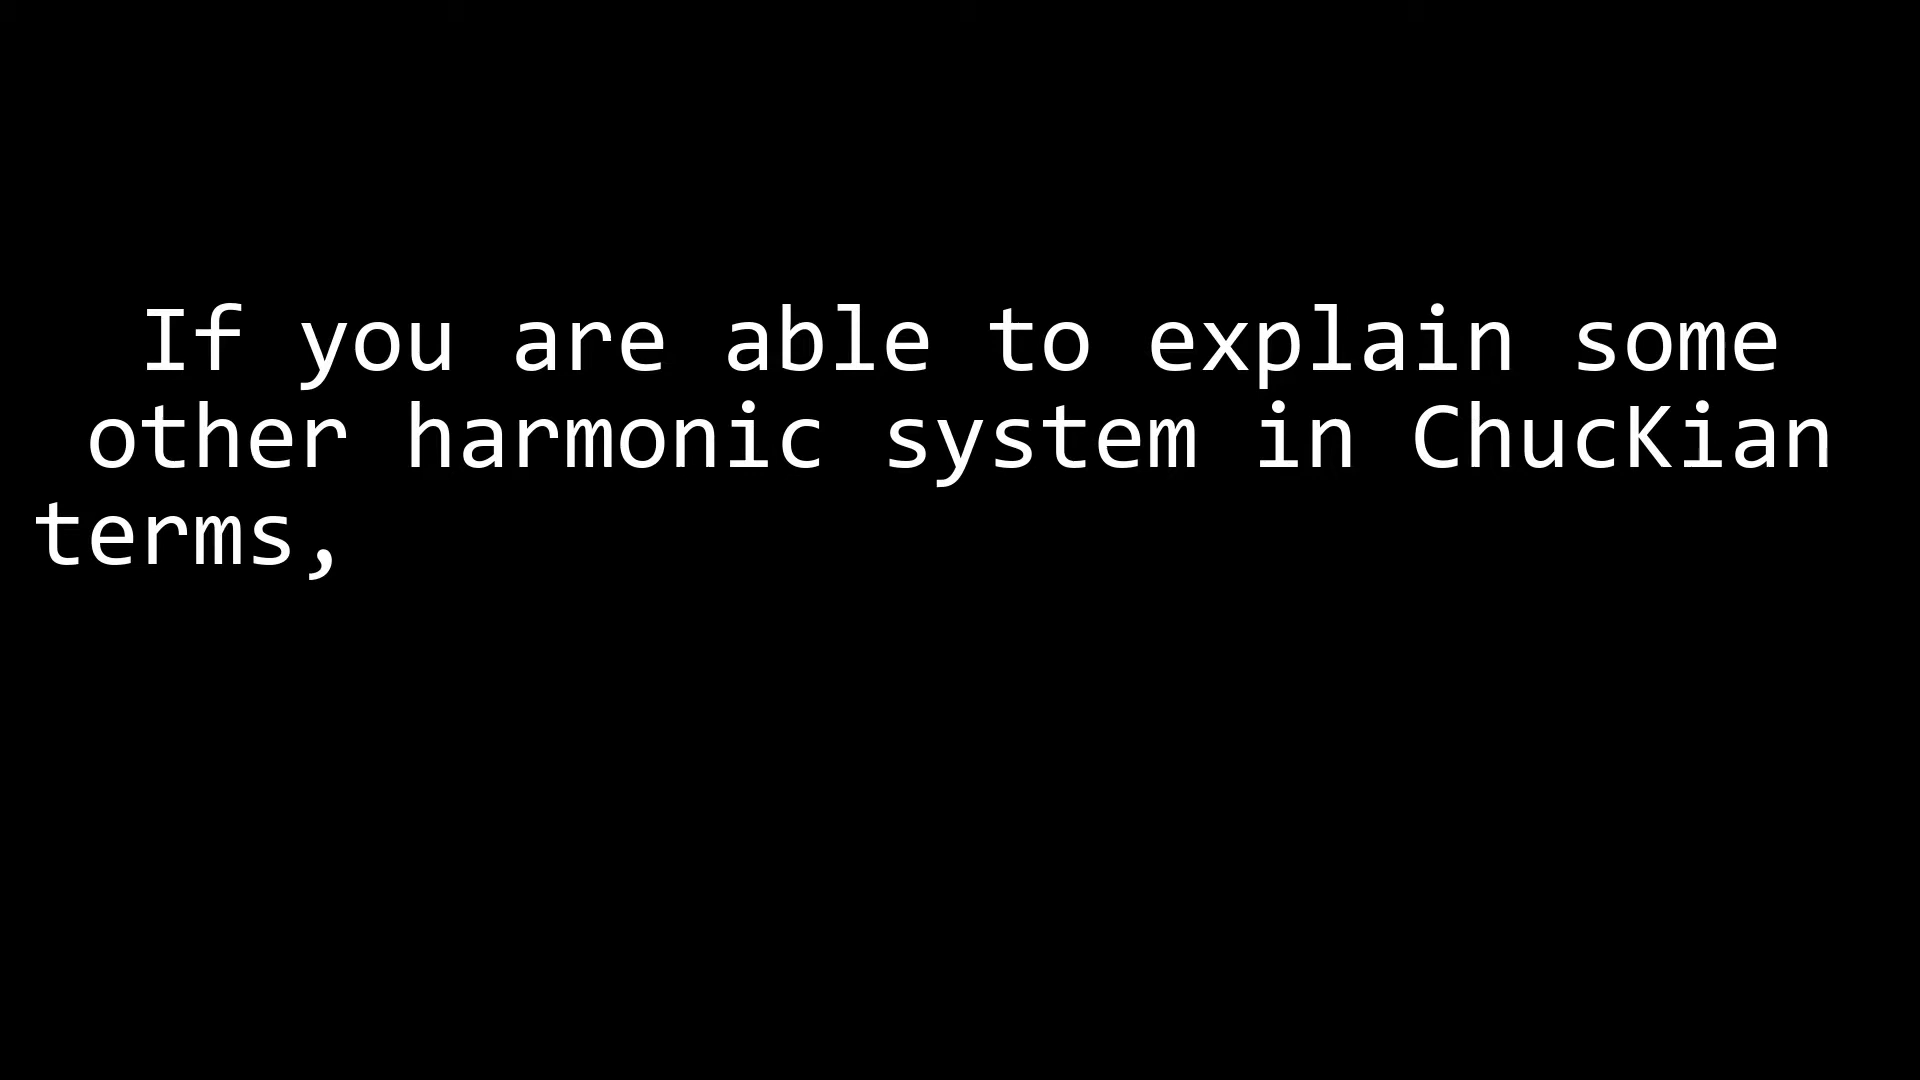 If you are able to explain some
other harmonic system in ChucKian
terms,